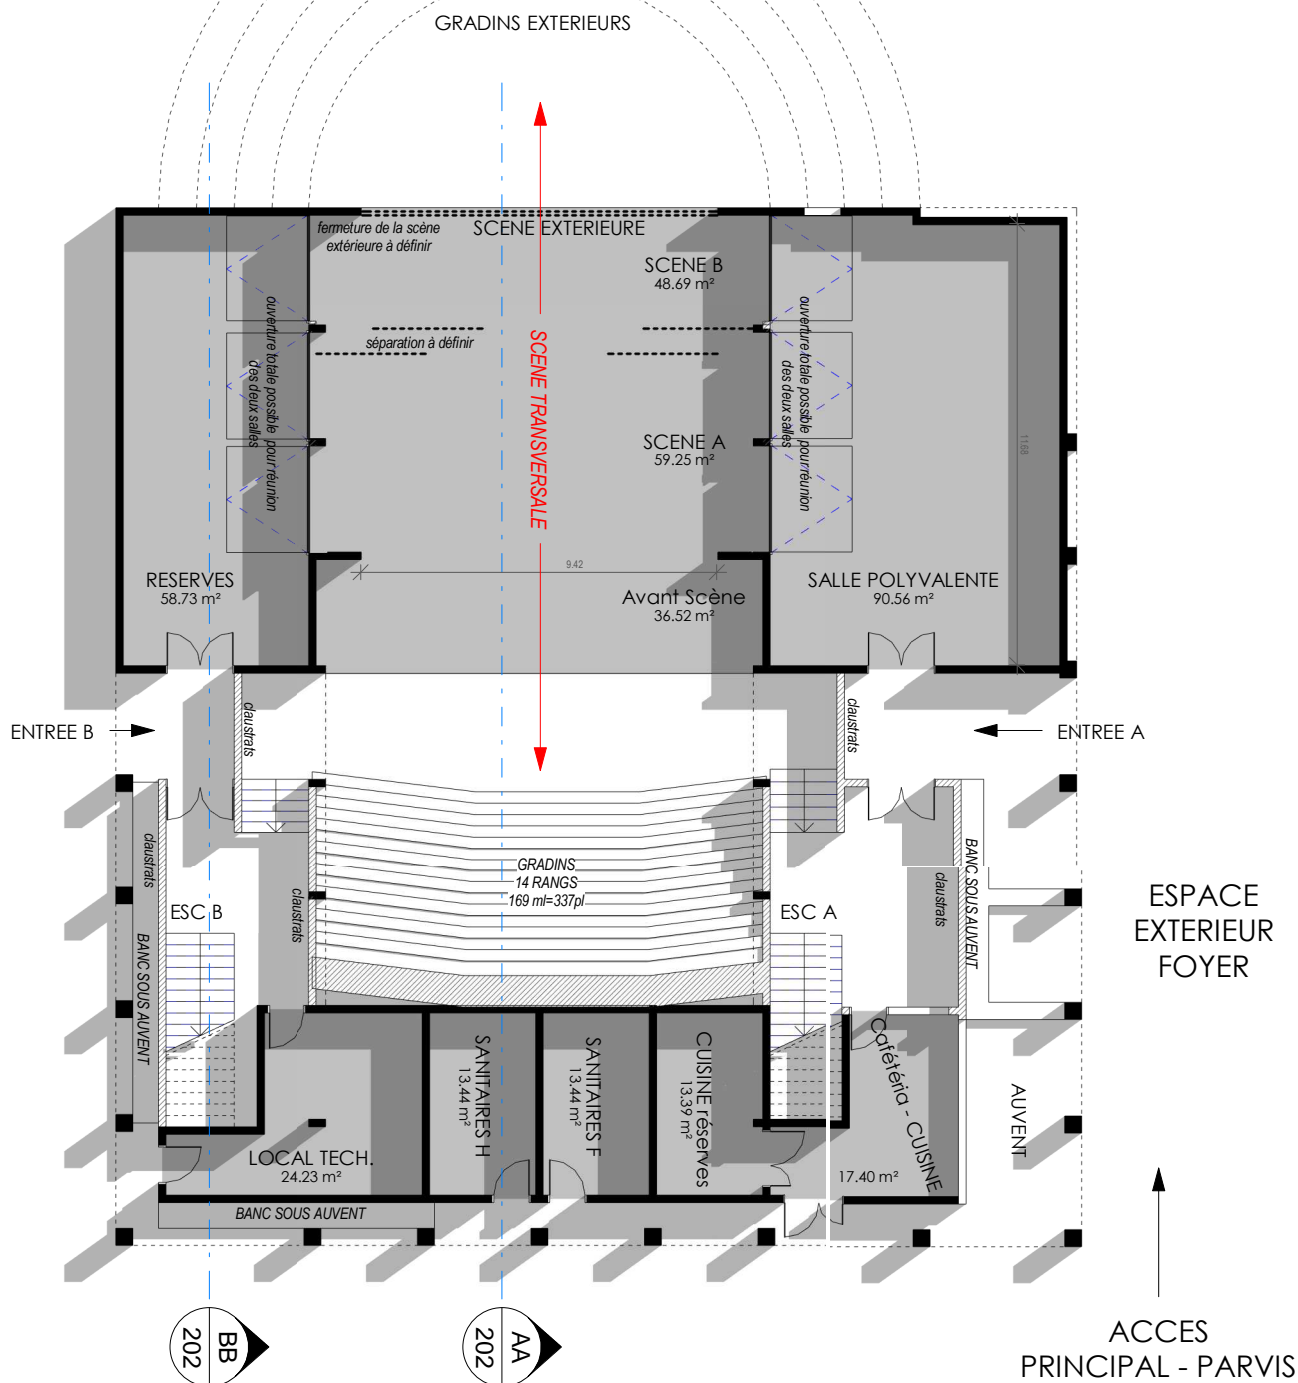 GRADINS EXTERIEURS
fermeture de la scène
extérieure à définir
SCENE EXTERIEURE
SCENE B
48.69 m²
séparation à définir
ouverture totale possible pour réunion
des deux salles
SCENE TRANSVERSALE
ouverture totale possible pour réunion
des deux salles
11.68
SCENE A
59.25 m²
9.42
RESERVES
58.73 m²
Avant Scène
36.52 m²
SALLE POLYVALENTE
90.56 m²
claustrats
claustrats
ENTREE B
ENTREE A
claustrats
GRADINS
14 RANGS
169 ml=337pl
claustrats
claustrats
BANC SOUS AUVENT
ESC B
ESC A
BANC SOUS AUVENT
ESPACE
EXTERIEUR
FOYER
SANITAIRES H
13.44 m²
SANITAIRES F
13.44 m²
CUISINE réserves
13.39 m²
Cafétéria - CUISINE
17.40 m²
AUVENT
LOCAL TECH.
24.23 m²
BANC SOUS AUVENT
BB
202
AA
202
ACCES
PRINCIPAL - PARVIS